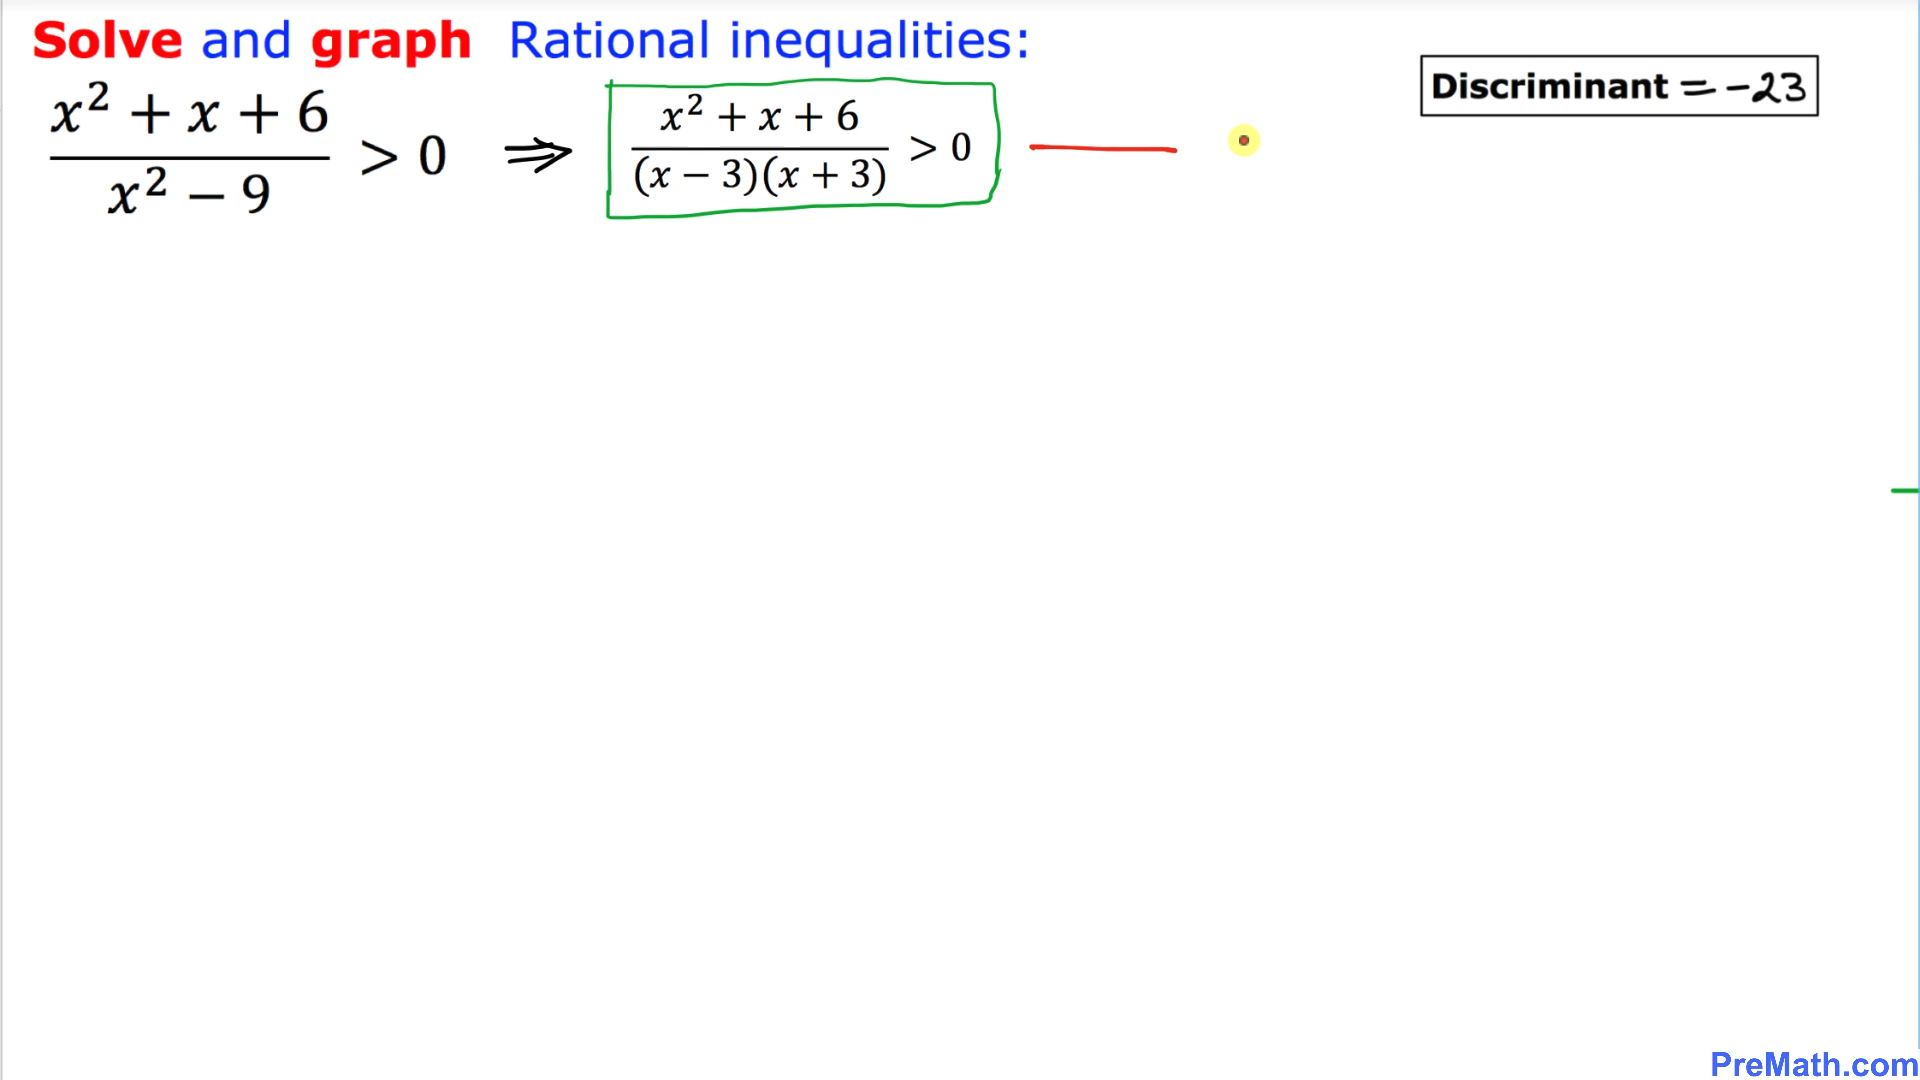 Solve and graph Rational inequalities:
Discriminant = -23
x² + x + 6
x² − 9
> 0 ⇒
x² + x + 6
(x − 3)(x + 3)
> 0
PreMath.com